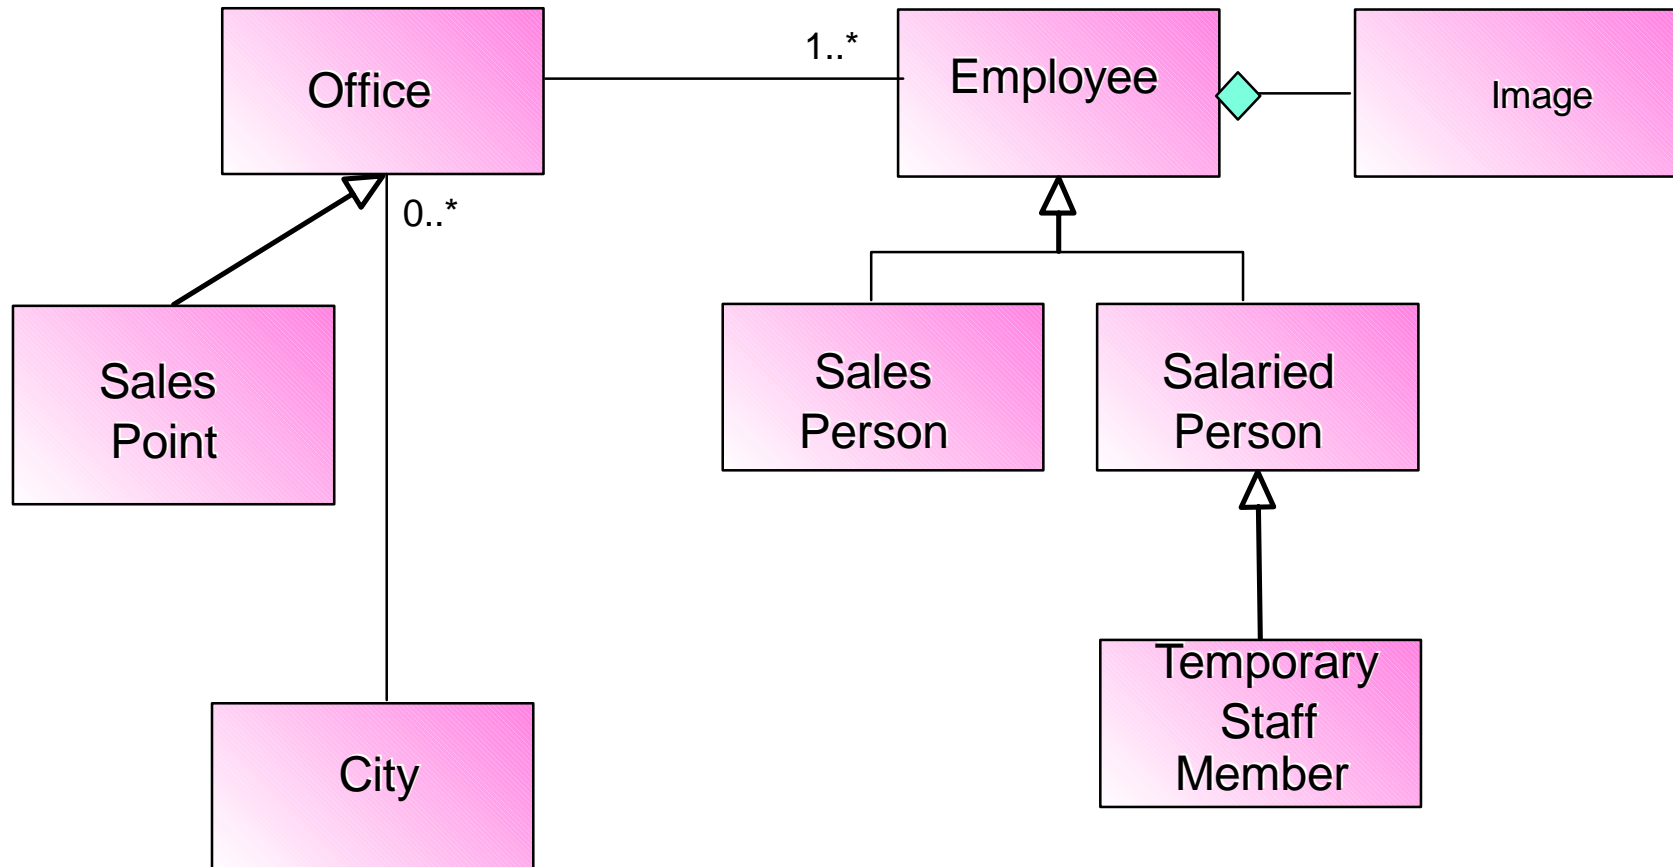 Office
1..*
Employee
Image
0..*
Sales
Point
Sales
Person
Salaried
Person
Temporary
Staff
Member
City